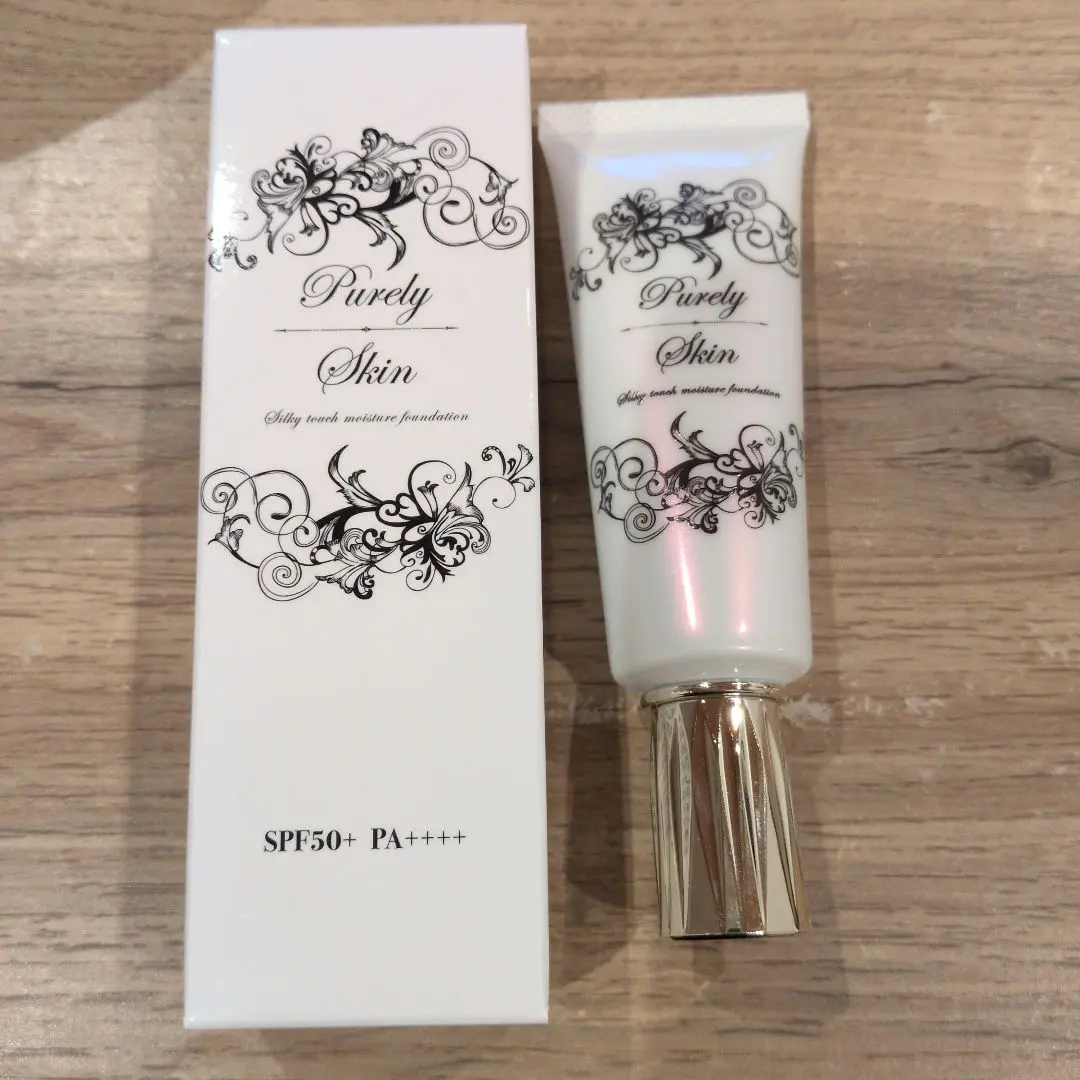 Purely
Skin
Silky touch moisture foundation
SPF50+ PA++++
Purely
Skin
Silky touch moisture foundation